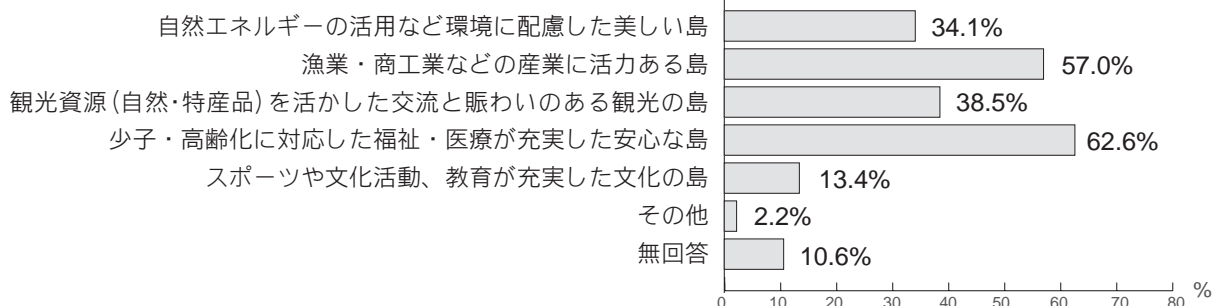 自然エネルギーの活用など環境に配慮した美しい島 34.1%
漁業・商工業などの産業に活力ある島 57.0%
観光資源(自然・特産品)を活かした交流と賑わいのある観光の島 38.5%
少子・高齢化に対応した福祉・医療が充実した安心な島 62.6%
スポーツや文化活動、教育が充実した文化の島 13.4%
その他 2.2%
無回答 10.6%
0 10 20 30 40 50 60 70 80 %